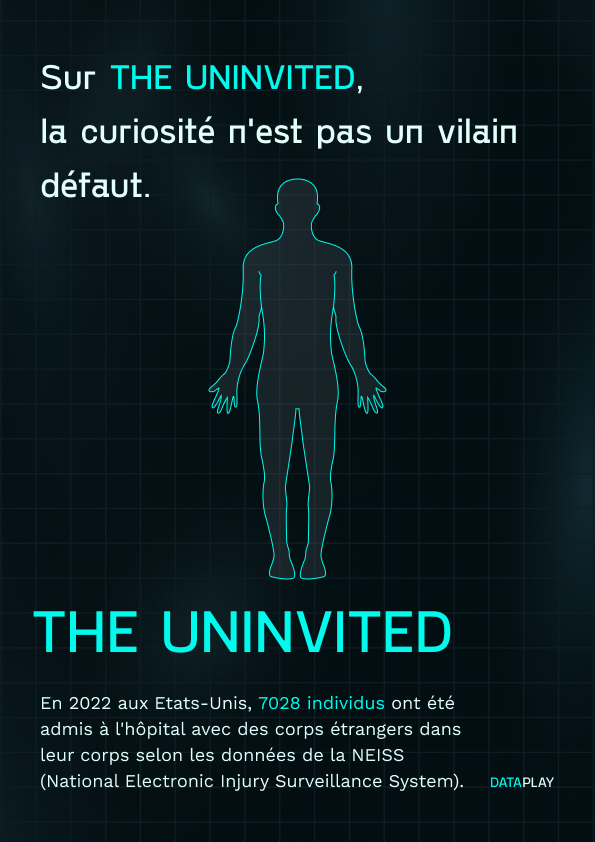 Sur THE UNINVITED,
la curiosité n'est pas un vilain
défaut.
THE UNINVITED
En 2022 aux Etats-Unis, 7028 individus ont été
admis à l'hôpital avec des corps étrangers dans
leur corps selon les données de la NEISS
(National Electronic Injury Surveillance System).
DATAPLAY